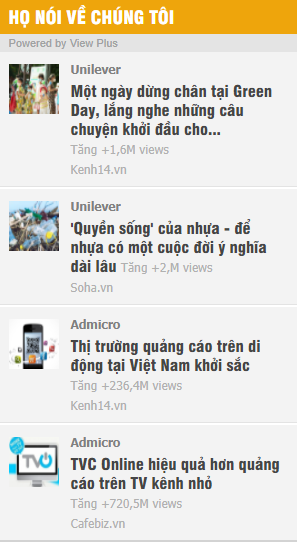 HỌ NÓI VỀ CHÚNG TÔI
Powered by View Plus
Unilever
Một ngày dừng chân tại Green
Day, lắng nghe những câu
chuyện khởi đầu cho...
Tăng +1,6M views
Kenh14.vn
Unilever
'Quyền sống' của nhựa - để
nhựa có một cuộc đời ý nghĩa
dài lâu Tăng +2,M views
Soha.vn
Admicro
Thị trường quảng cáo trên di
động tại Việt Nam khởi sắc
Tăng +236,4M views
Kenh14.vn
TVO
Admicro
TVC Online hiệu quả hơn quảng
cáo trên TV kênh nhỏ
Tăng +720,5M views
Cafebiz.vn